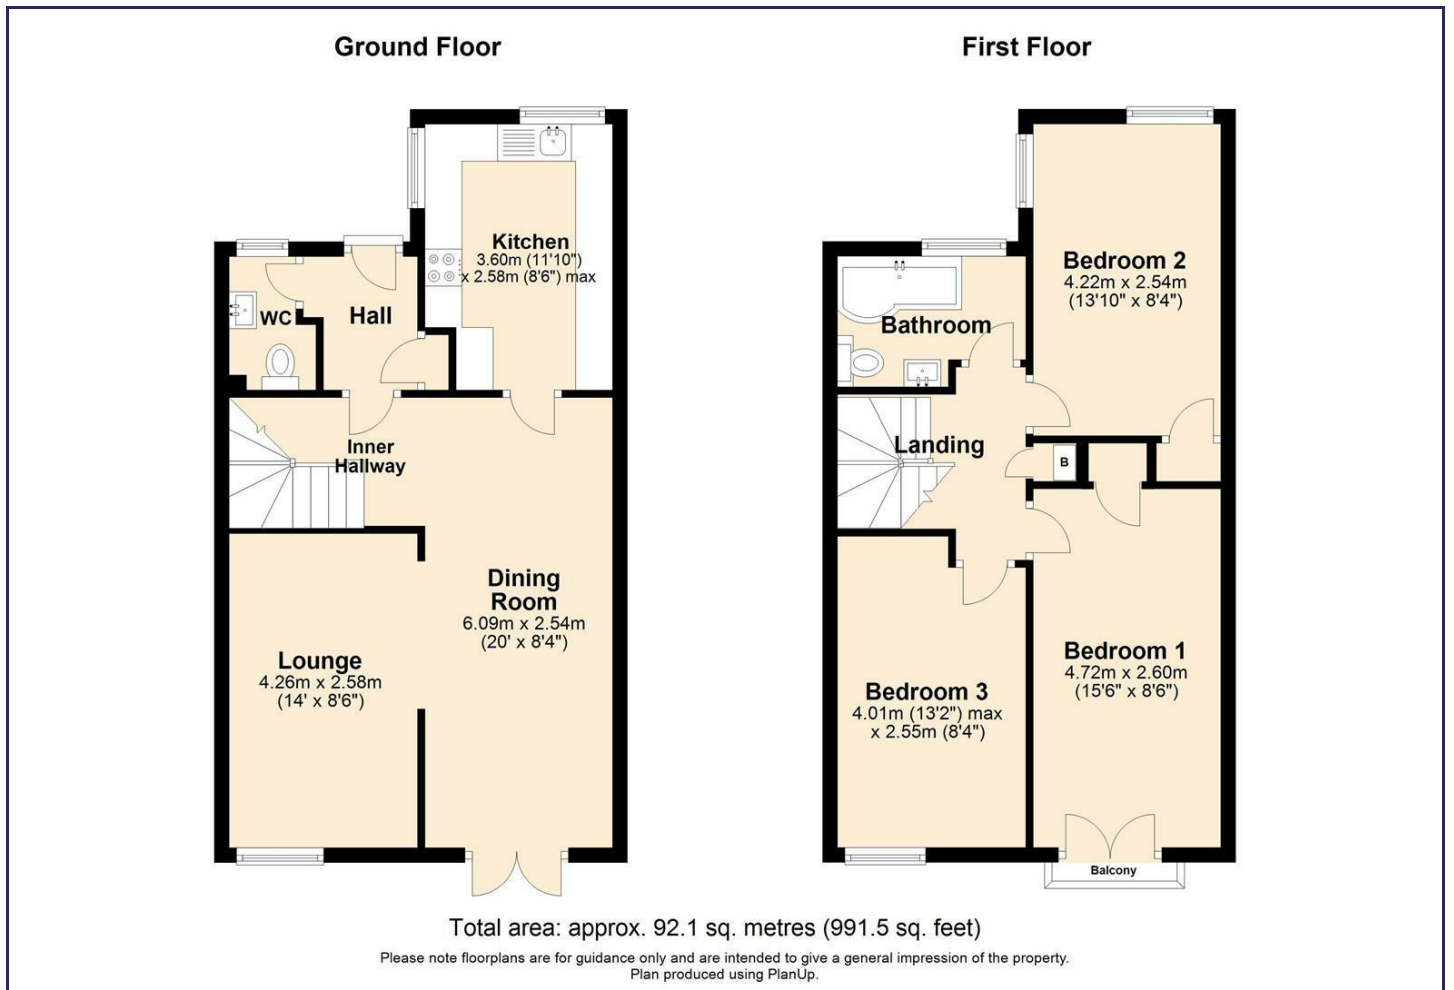 Ground Floor
Kitchen
3.60m (11'10")
x 2.58m (8'6") max
WC
Hall
Inner
Hallway
Dining
Room
6.09m x 2.54m
(20' x 8'4")
Lounge
4.26m x 2.58m
(14' x 8'6")
First Floor
Bedroom 2
4.22m x 2.54m
(13'10" x 8'4")
Bathroom
Landing
B
Bedroom 1
4.72m x 2.60m
(15'6" x 8'6")
Bedroom 3
4.01m (13'2") max
x 2.55m (8'4")
Balcony
Total area: approx. 92.1 sq. metres (991.5 sq. feet)
Please note floorplans are for guidance only and are intended to give a general impression of the property.
Plan produced using PlanUp.